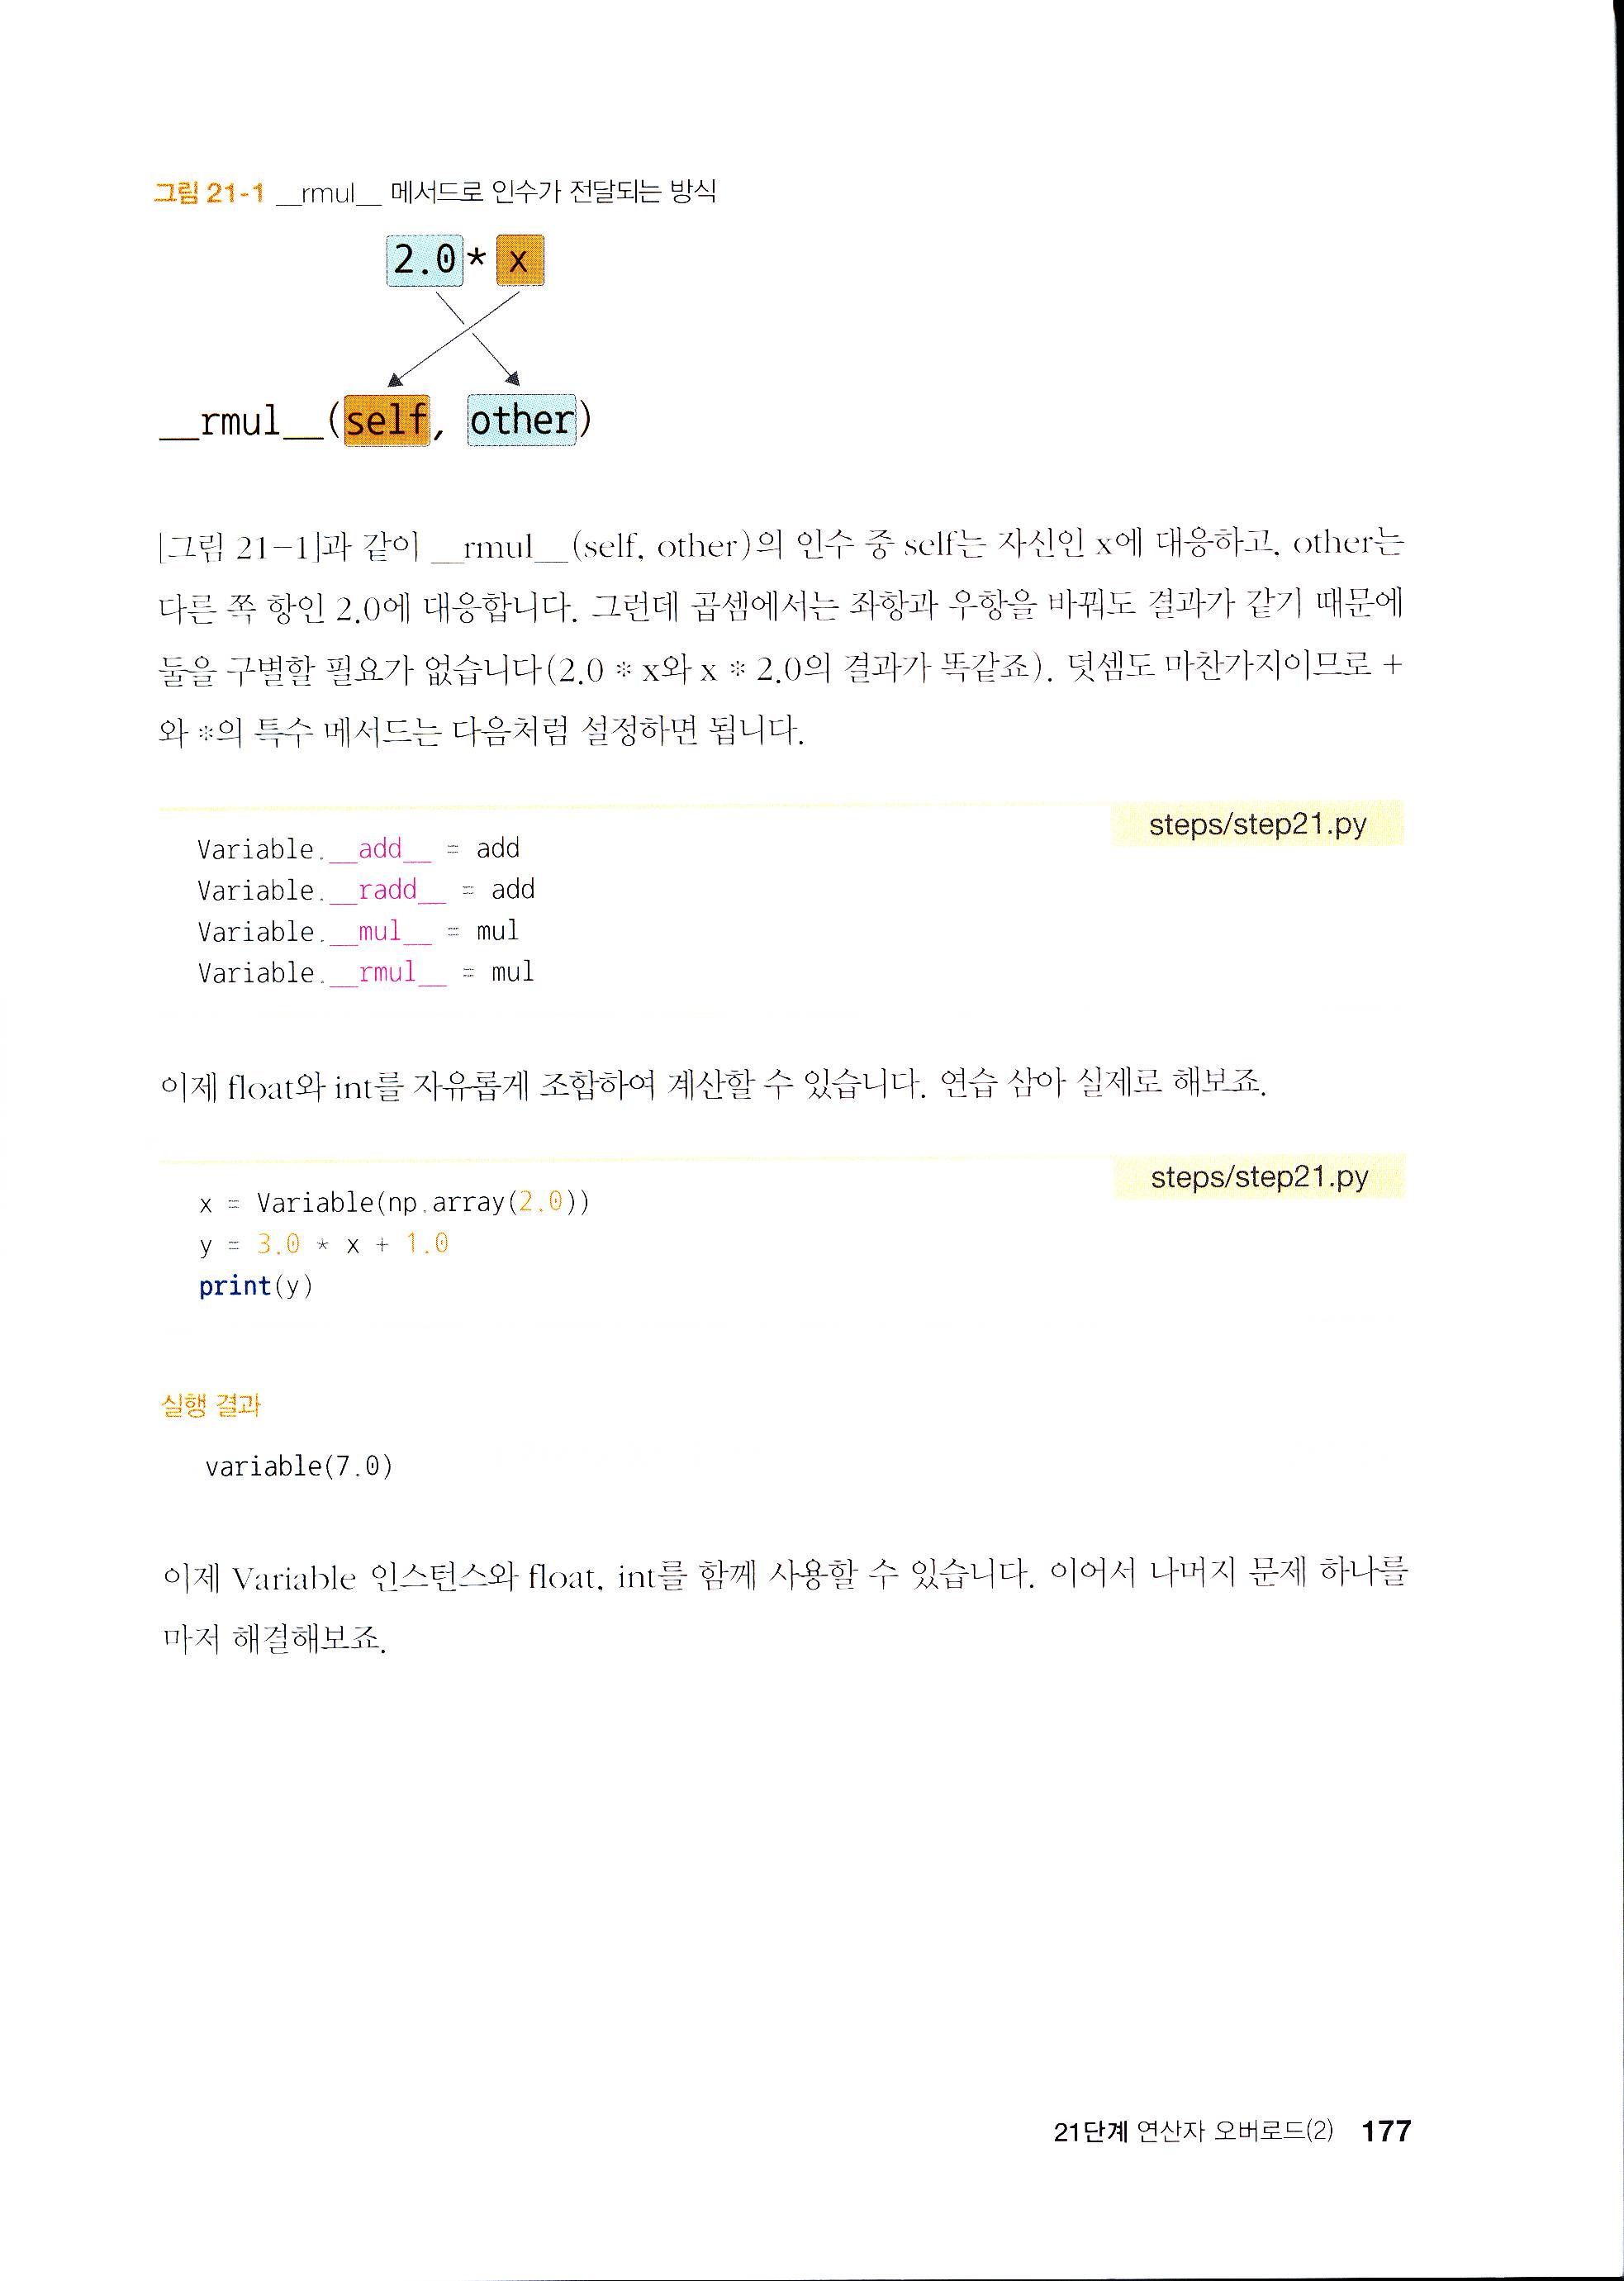 그림 21-1 __rmul__ 메서드로 인수가 전달되는 방식
2.0 * x
__rmul__(self, other)
[그림 21-1]과 같이 __rmul__(self, other)의 인수 중 self는 자신인 x에 대응하고, other는
다른 쪽 항인 2.0에 대응합니다. 그런데 곱셈에서는 좌항과 우항을 바꿔도 결과가 같기 때문에
둘을 구별할 필요가 없습니다(2.0 * x와 x * 2.0의 결과가 똑같죠). 덧셈도 마찬가지이므로 +
와 *의 특수 메서드는 다음처럼 설정하면 됩니다.
steps/step21.py
Variable.__add__ = add
Variable.__radd__ = add
Variable.__mul__ = mul
Variable.__rmul__ = mul
이제 float와 int를 자유롭게 조합하여 계산할 수 있습니다. 연습 삼아 실제로 해보죠.
steps/step21.py
x = Variable(np.array(2.0))
y = 3.0 * x + 1.0
print(y)
실행 결과
variable(7.0)
이제 Variable 인스턴스와 float, int를 함께 사용할 수 있습니다. 이어서 나머지 문제 하나를
마저 해결해보죠.
21단계 연산자 오버로드(2) 177